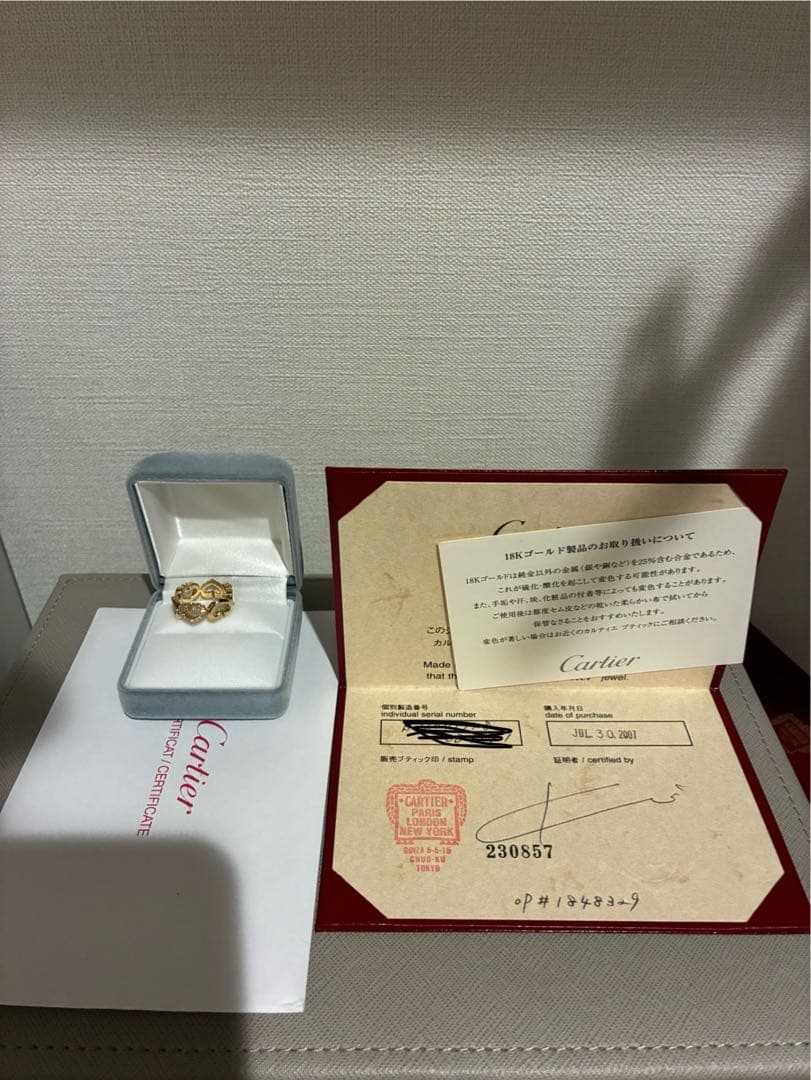 18Kゴールド製品のお取り扱いについて
18Kゴールドは純金以外の金属（銀や銅など）を25%含む合金であるため、
これが硫化・酸化を起こして変色する可能性があります。
また、手垢や汗、埃、化粧品の付着等によっても変色することがあります。
ご使用後は都度セム皮などの乾いた柔らかい布で拭いてから
保管なさることをおすすめいたします。
変色が著しい場合はお近くのカルティエ ブティックにご相談ください。
Cartier
Made
that
jewel.
個別製造番号
individual serial number
購入年月日
date of purchase
JUL 30.2007
販売ブティック印 / stamp
証明者 / certified by
CARTIER
PARIS
LONDON
NEW YORK
GINZA 5-5-15
CHUO-KU
TOKYO
230857
OP#1848329
Cartier
CERTIFICAT / CERTIFICATE